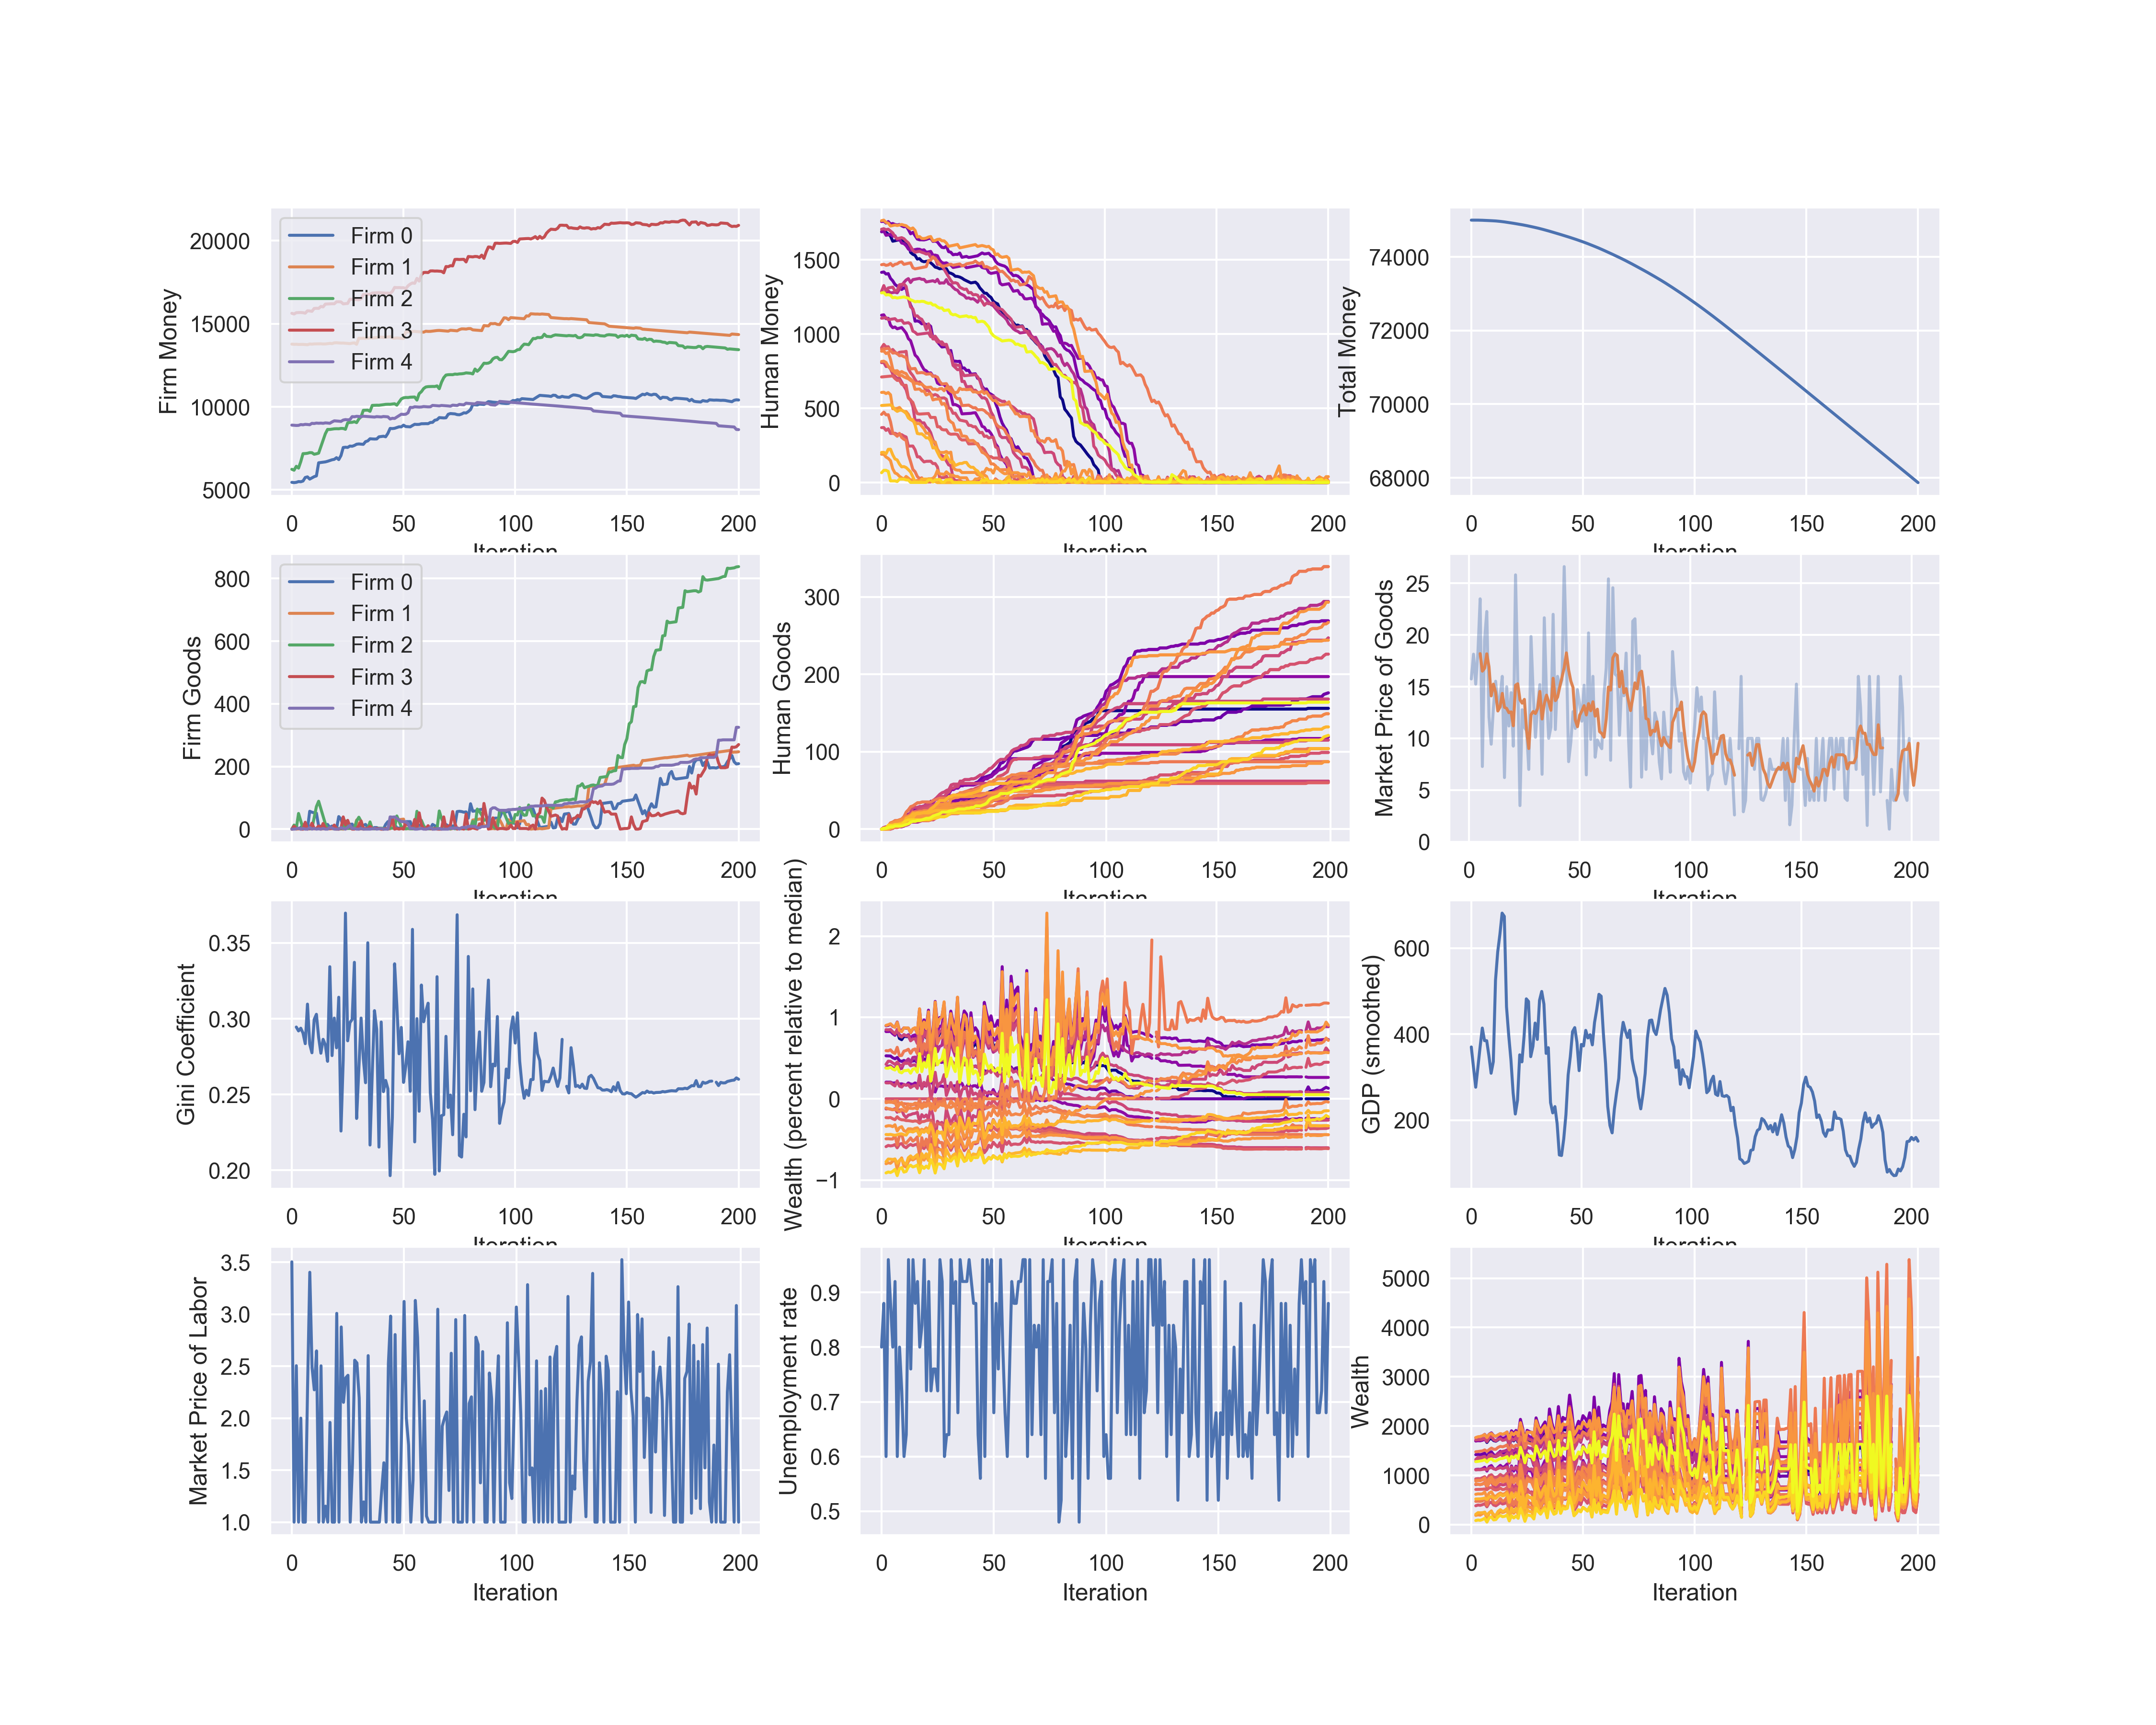 Firm Money
20000
15000
10000
5000
Firm 0
Firm 1
Firm 2
Firm 3
Firm 4
0 50 100 150 200
Iteration
Human Money
1500
1000
500
0
0 50 100 150 200
Iteration
Total Money
74000
72000
70000
68000
0 50 100 150 200
Iteration
Firm Goods
800
600
400
200
0
Firm 0
Firm 1
Firm 2
Firm 3
Firm 4
0 50 100 150 200
Iteration
Human Goods
300
200
100
0
0 50 100 150 200
Iteration
Market Price of Goods
25
20
15
10
5
0
0 50 100 150 200
Iteration
Gini Coefficient
0.35
0.30
0.25
0.20
0 50 100 150 200
Iteration
Wealth (percent relative to median)
2
1
0
−1
0 50 100 150 200
Iteration
GDP (smoothed)
600
400
200
0 50 100 150 200
Iteration
Market Price of Labor
3.5
3.0
2.5
2.0
1.5
1.0
0 50 100 150 200
Iteration
Unemployment rate
0.9
0.8
0.7
0.6
0.5
0 50 100 150 200
Iteration
Wealth
5000
4000
3000
2000
1000
0
0 50 100 150 200
Iteration